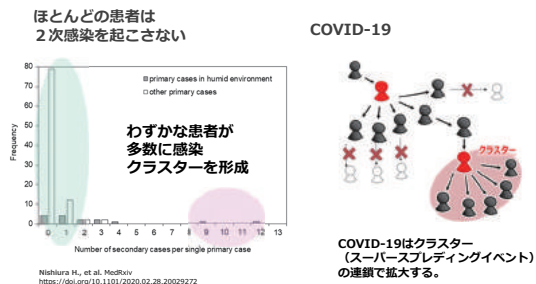 ほとんどの患者は
２次感染を起こさない
COVID-19
80
70
60
50
40
30
20
10
0
Frequency
primary cases in humid environment
other primary cases
わずかな患者が
多数に感染
クラスターを形成
0 1 2 3 4 5 6 7 8 9 10 11 12 13
Number of secondary cases per single primary case
クラスター
Nishiura H., et al. MedRxiv
https://doi.org/10.1101/2020.02.28.20029272
COVID-19はクラスター
（スーパースプレディングイベント）
の連鎖で拡大する。